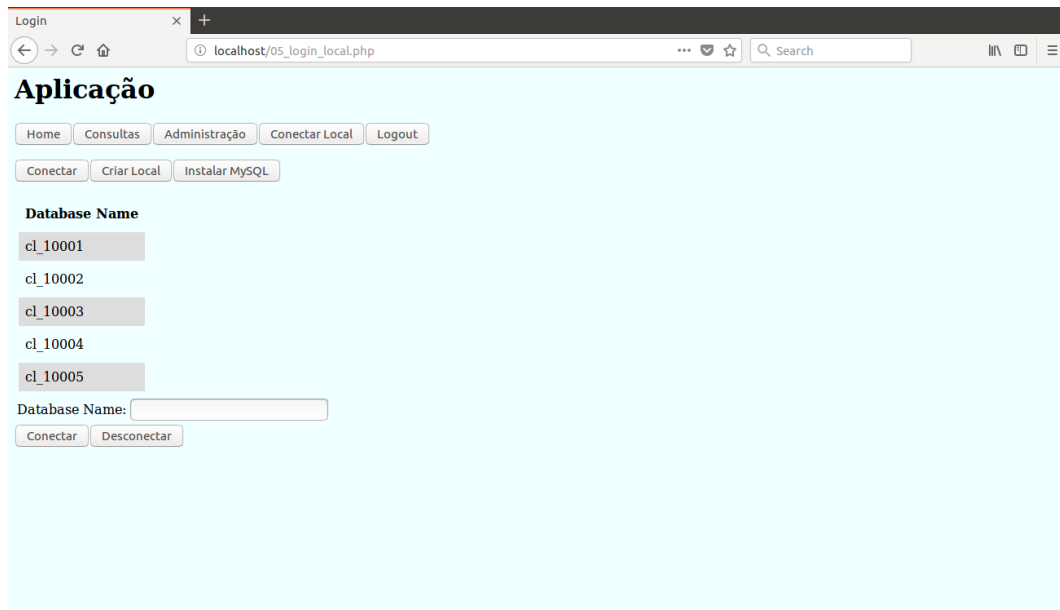 Login
localhost/05_login_local.php
Search
Aplicação
Home Consultas Administração Conectar Local Logout
Conectar Criar Local Instalar MySQL
Database Name
cl_10001
cl_10002
cl_10003
cl_10004
cl_10005
Database Name:
Conectar Desconectar